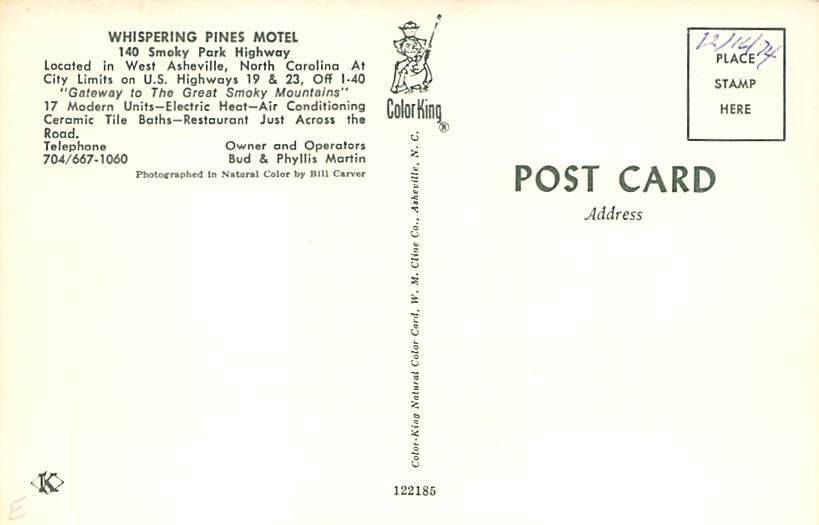 WHISPERING PINES MOTEL
140 Smoky Park Highway
Located in West Asheville, North Carolina At
City Limits on U.S. Highways 19 & 23, Off I-40
"Gateway to The Great Smoky Mountains"
17 Modern Units—Electric Heat—Air Conditioning
Ceramic Tile Baths—Restaurant Just Across the
Road.
Telephone Owner and Operators
704/667-1060 Bud & Phyllis Martin
Photographed in Natural Color by Bill Carver
Color King ®
Color-King Natural Color Card, W. M. Cline Co., Asheville, N. C.
122185
12/16/74
PLACE
STAMP
HERE
POST CARD
Address
K
E